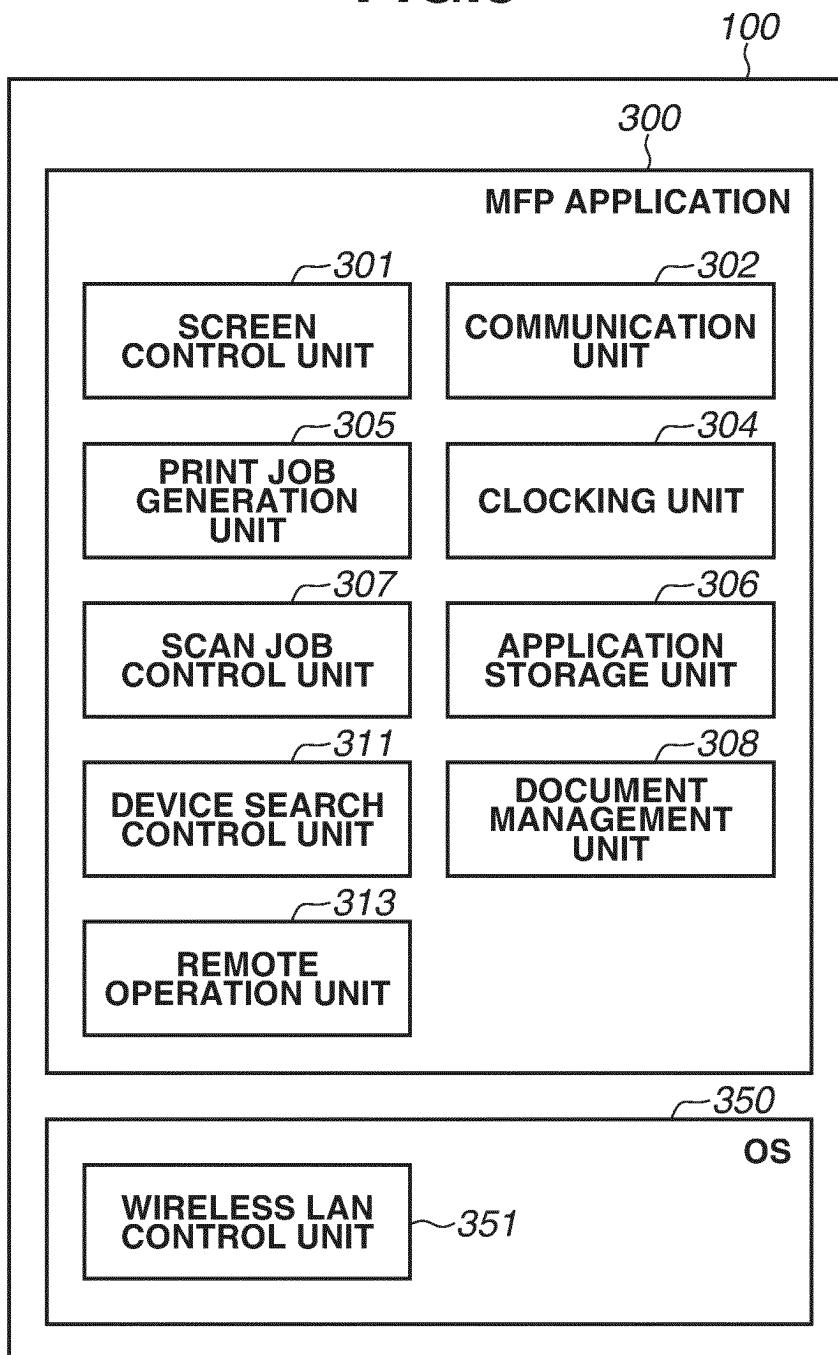 100
300
MFP APPLICATION
301
SCREEN
CONTROL UNIT
302
COMMUNICATION
UNIT
305
PRINT JOB
GENERATION
UNIT
304
CLOCKING UNIT
307
SCAN JOB
CONTROL UNIT
306
APPLICATION
STORAGE UNIT
311
DEVICE SEARCH
CONTROL UNIT
308
DOCUMENT
MANAGEMENT
UNIT
313
REMOTE
OPERATION UNIT
350
OS
WIRELESS LAN
CONTROL UNIT
351